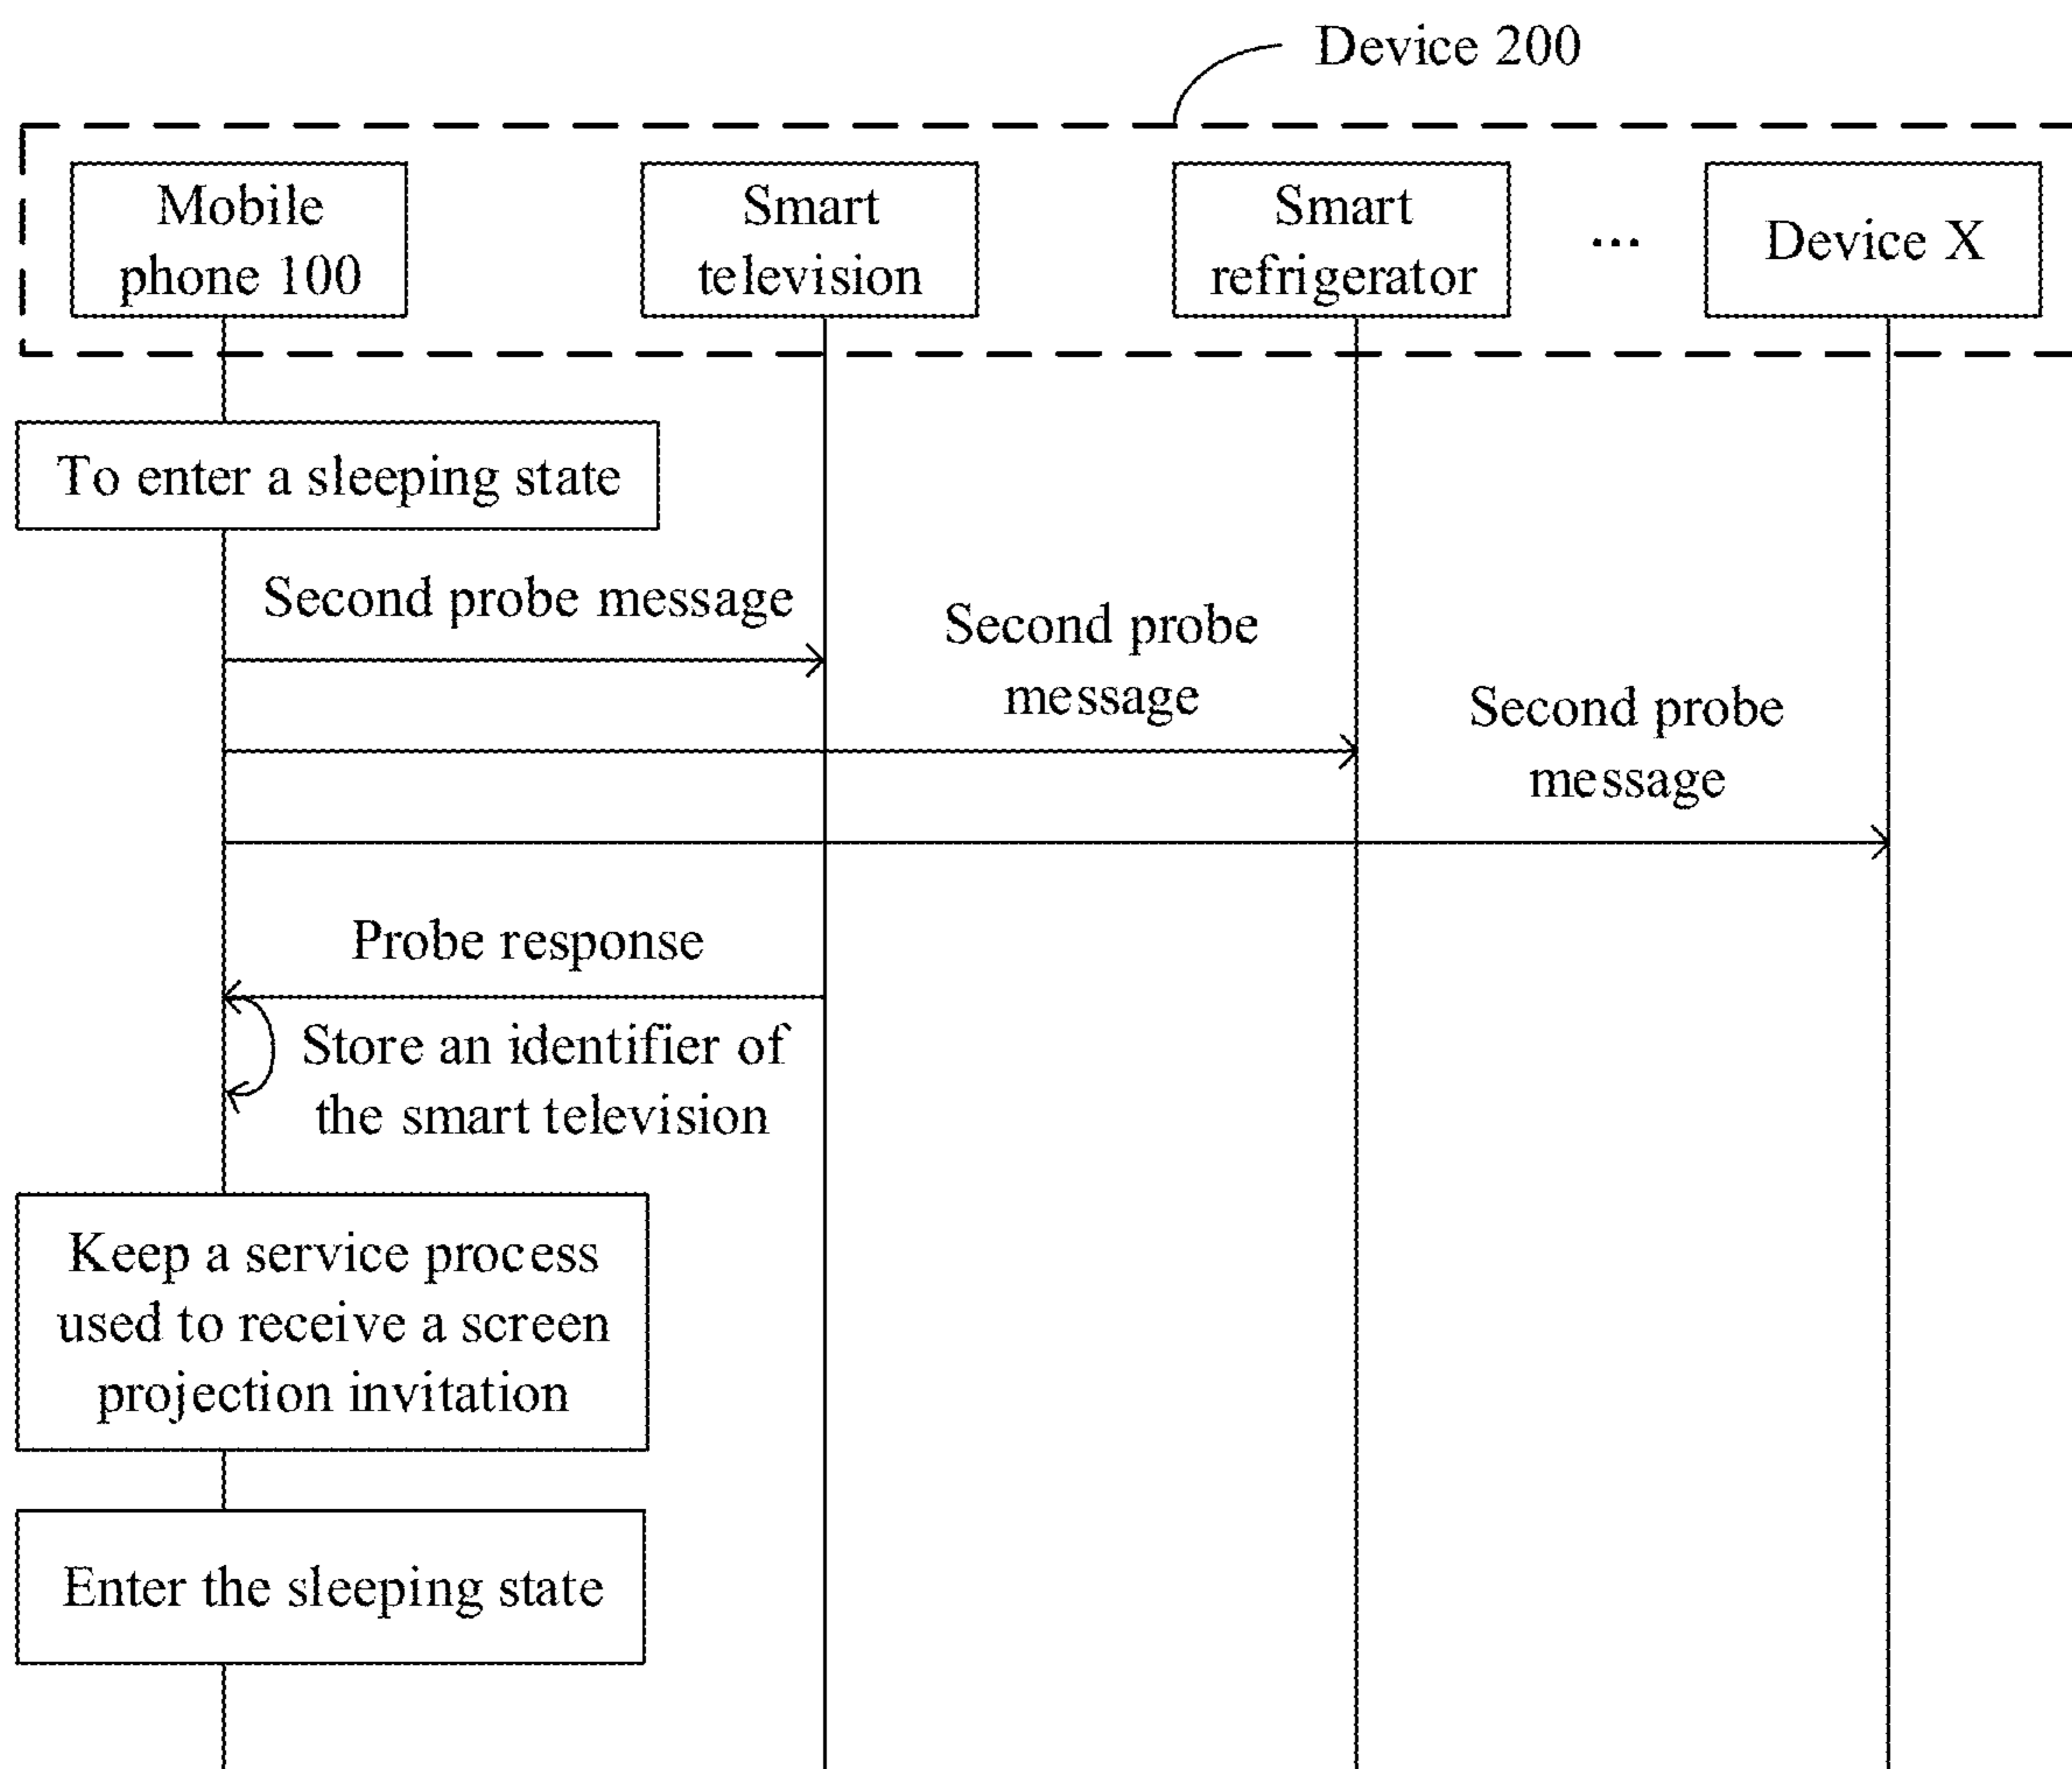 Device 200
Mobile
phone 100
Smart
television
Smart
refrigerator
...
Device X
To enter a sleeping state
Second probe message
Second probe
message
Second probe
message
Probe response
Store an identifier of
the smart television
Keep a service process
used to receive a screen
projection invitation
Enter the sleeping state